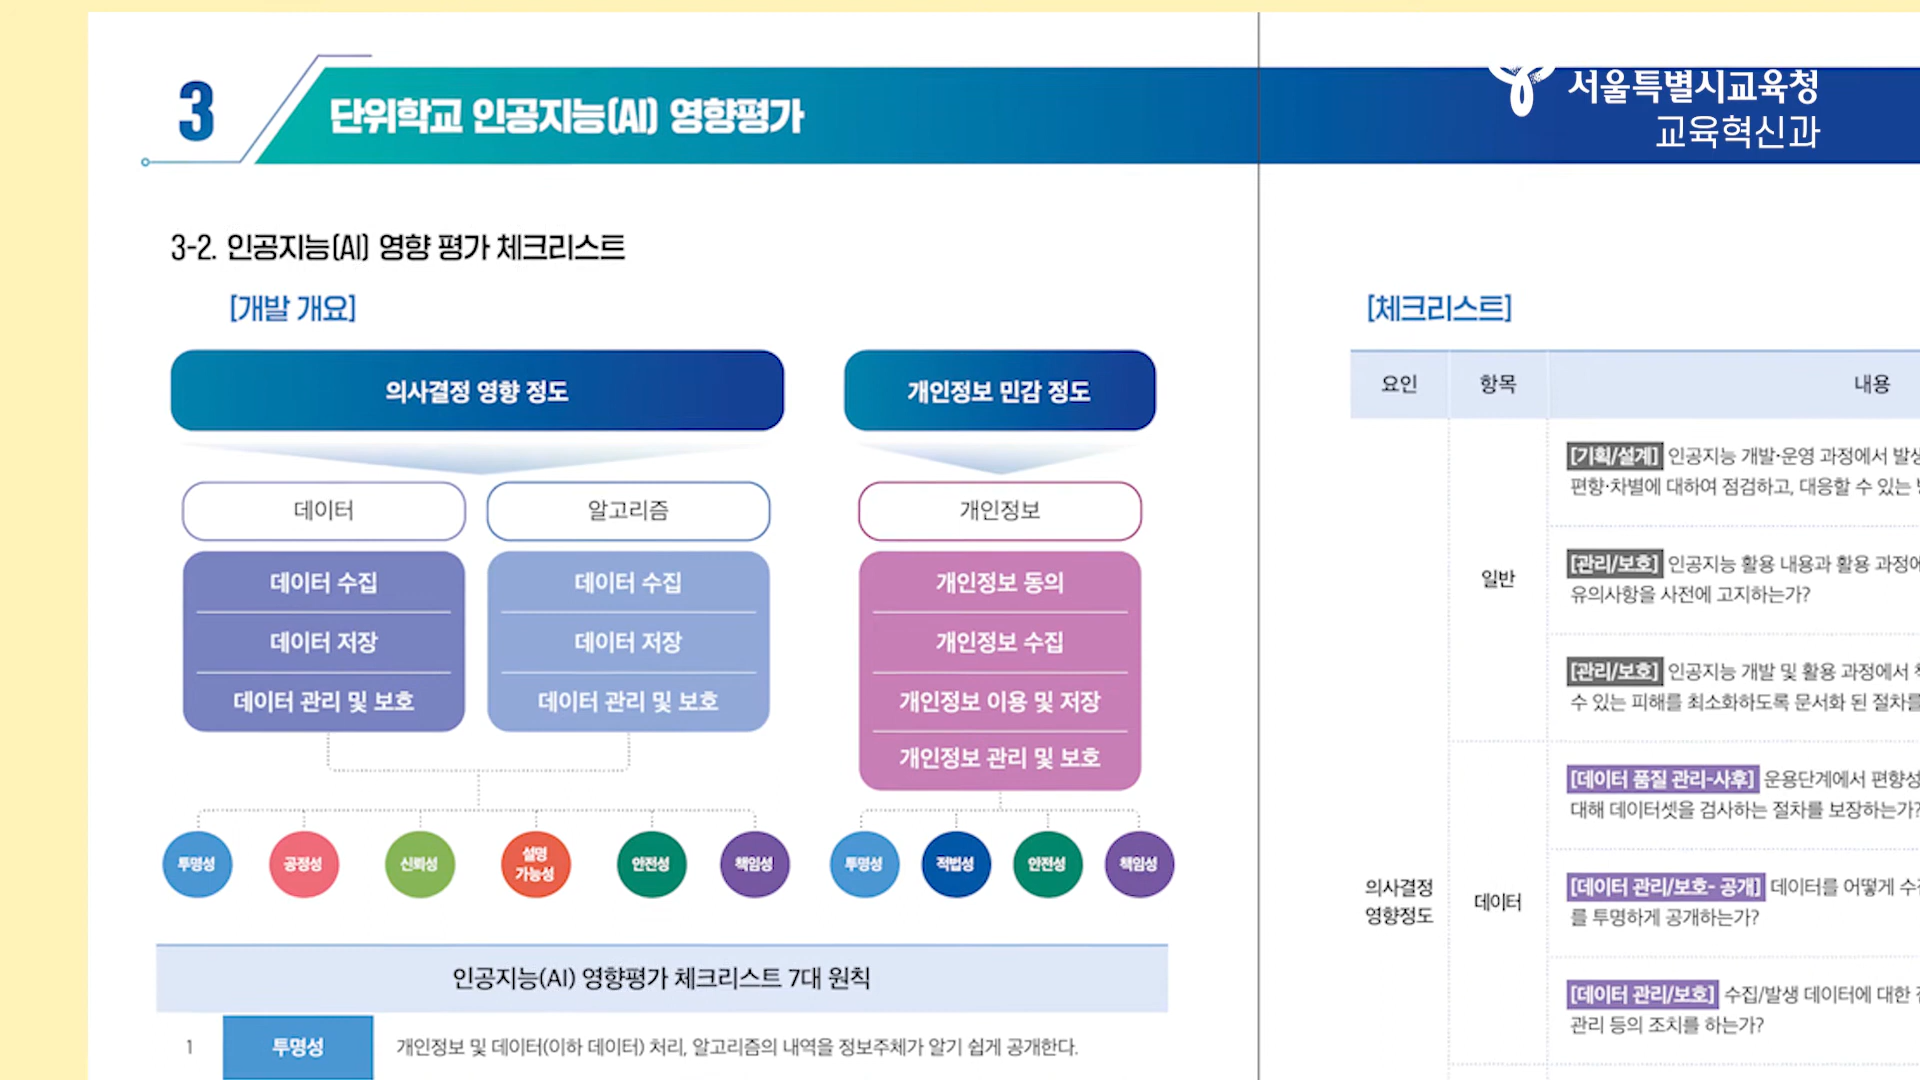 3
단위학교 인공지능(AI) 영향평가
서울특별시교육청
교육혁신과
3-2. 인공지능(AI) 영향 평가 체크리스트
[개발 개요]
의사결정 영향 정도
개인정보 민감 정도
데이터
알고리즘
개인정보
데이터 수집
데이터 저장
데이터 관리 및 보호
데이터 수집
데이터 저장
데이터 관리 및 보호
개인정보 동의
개인정보 수집
개인정보 이용 및 저장
개인정보 관리 및 보호
투명성
공정성
신뢰성
설명
가능성
안전성
책임성
투명성
적법성
안전성
책임성
인공지능(AI) 영향평가 체크리스트 7대 원칙
1
투명성
개인정보 및 데이터(이하 데이터) 처리, 알고리즘의 내역을 정보주체가 알기 쉽게 공개한다.
[체크리스트]
요인
항목
내용
의사결정
영향정도
일반
[기획/설계] 인공지능 개발·운영 과정에서 발생
편향·차별에 대하여 점검하고, 대응할 수 있는
[관리/보호] 인공지능 활용 내용과 활용 과정에
유의사항을 사전에 고지하는가?
[관리/보호] 인공지능 개발 및 활용 과정에서
수 있는 피해를 최소화하도록 문서화 된 절차를
데이터
[데이터 품질 관리-사후] 운용단계에서 편향성
대해 데이터셋을 검사하는 절차를 보장하는가?
[데이터 관리/보호- 공개] 데이터를 어떻게 수집
를 투명하게 공개하는가?
[데이터 관리/보호] 수집/발생 데이터에 대한
관리 등의 조치를 하는가?